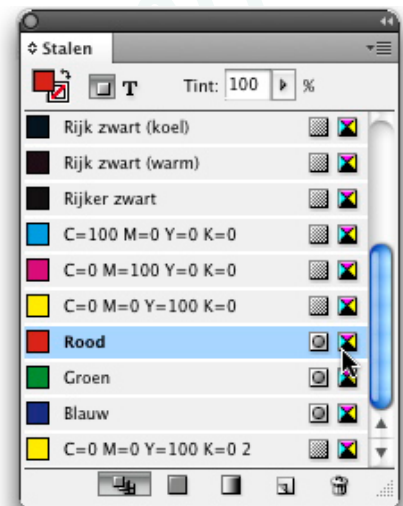 Stalen
T Tint: 100 %
Rijk zwart (koel)
Rijk zwart (warm)
Rijker zwart
C=100 M=0 Y=0 K=0
C=0 M=100 Y=0 K=0
C=0 M=0 Y=100 K=0
Rood
Groen
Blauw
C=0 M=0 Y=100 K=0 2